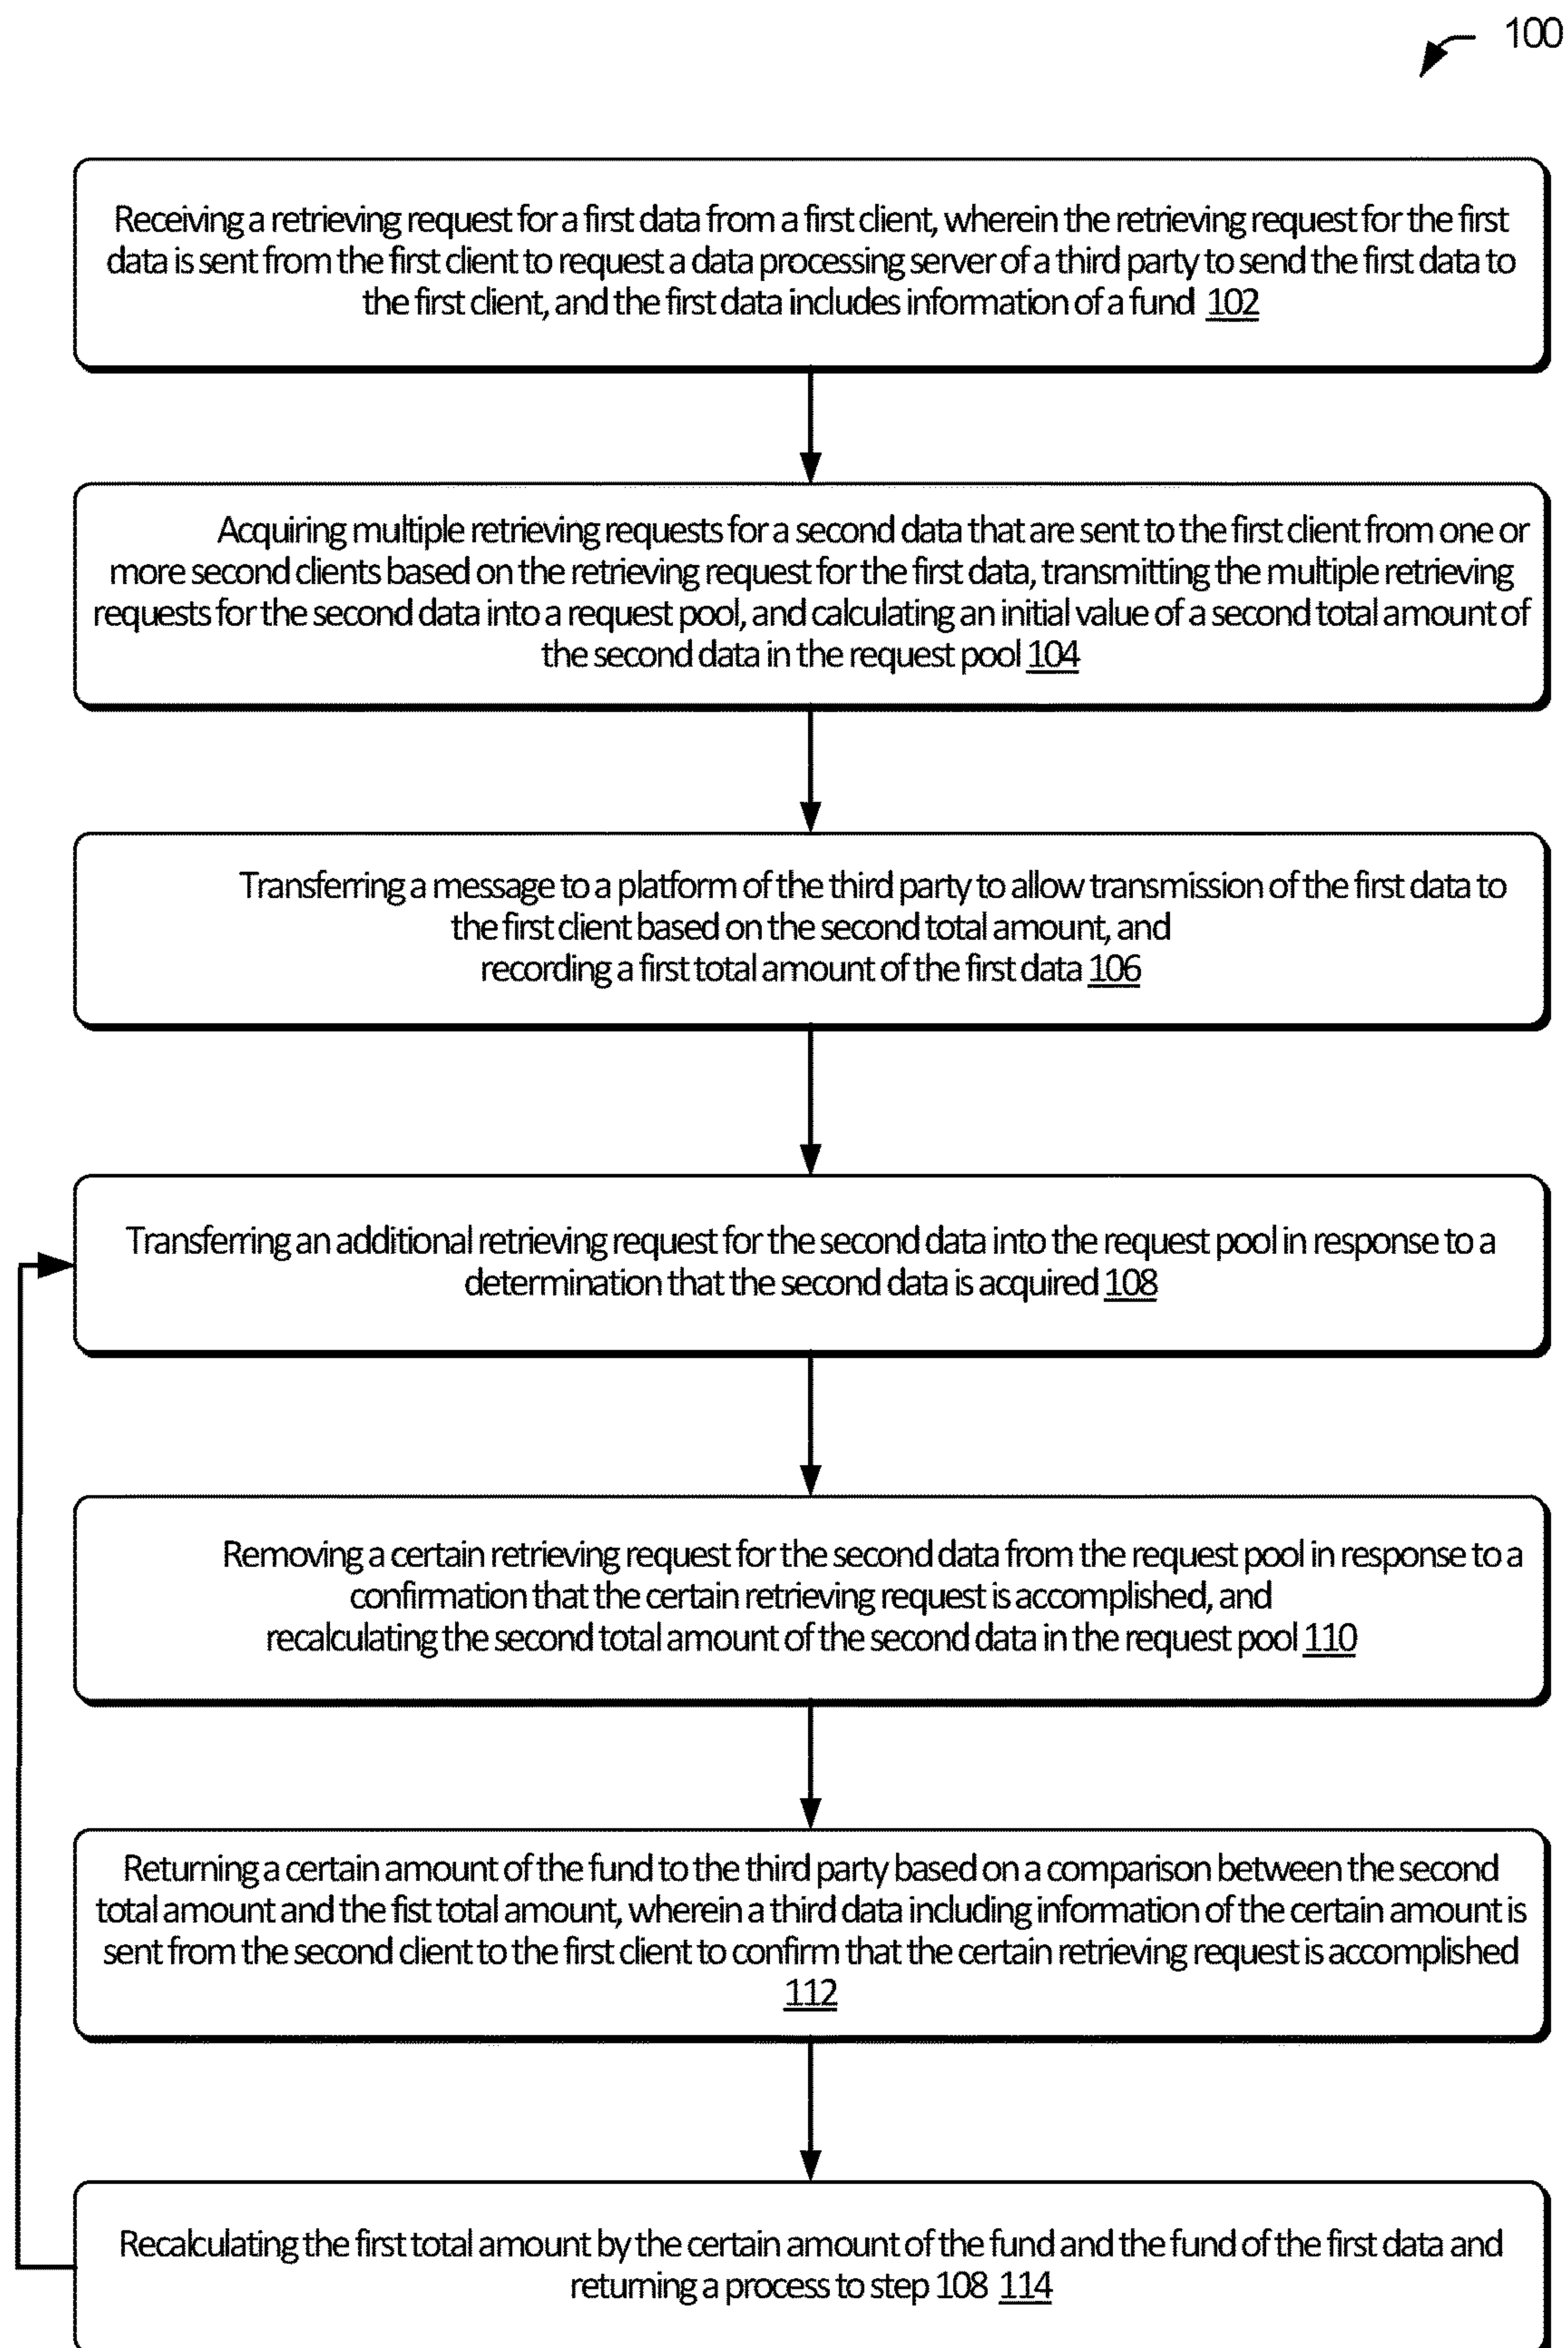 100
Receiving a retrieving request for a first data from a first client, wherein the retrieving request for the first
data is sent from the first client to request a data processing server of a third party to send the first data to
the first client, and the first data includes information of a fund 102
Acquiring multiple retrieving requests for a second data that are sent to the first client from one or
more second clients based on the retrieving request for the first data, transmitting the multiple retrieving
requests for the second data into a request pool, and calculating an initial value of a second total amount of
the second data in the request pool 104
Transferring a message to a platform of the third party to allow transmission of the first data to
the first client based on the second total amount, and
recording a first total amount of the first data 106
Transferring an additional retrieving request for the second data into the request pool in response to a
determination that the second data is acquired 108
Removing a certain retrieving request for the second data from the request pool in response to a
confirmation that the certain retrieving request is accomplished, and
recalculating the second total amount of the second data in the request pool 110
Returning a certain amount of the fund to the third party based on a comparison between the second
total amount and the fist total amount, wherein a third data including information of the certain amount is
sent from the second client to the first client to confirm that the certain retrieving request is accomplished
112
Recalculating the first total amount by the certain amount of the fund and the fund of the first data and
returning a process to step 108 114